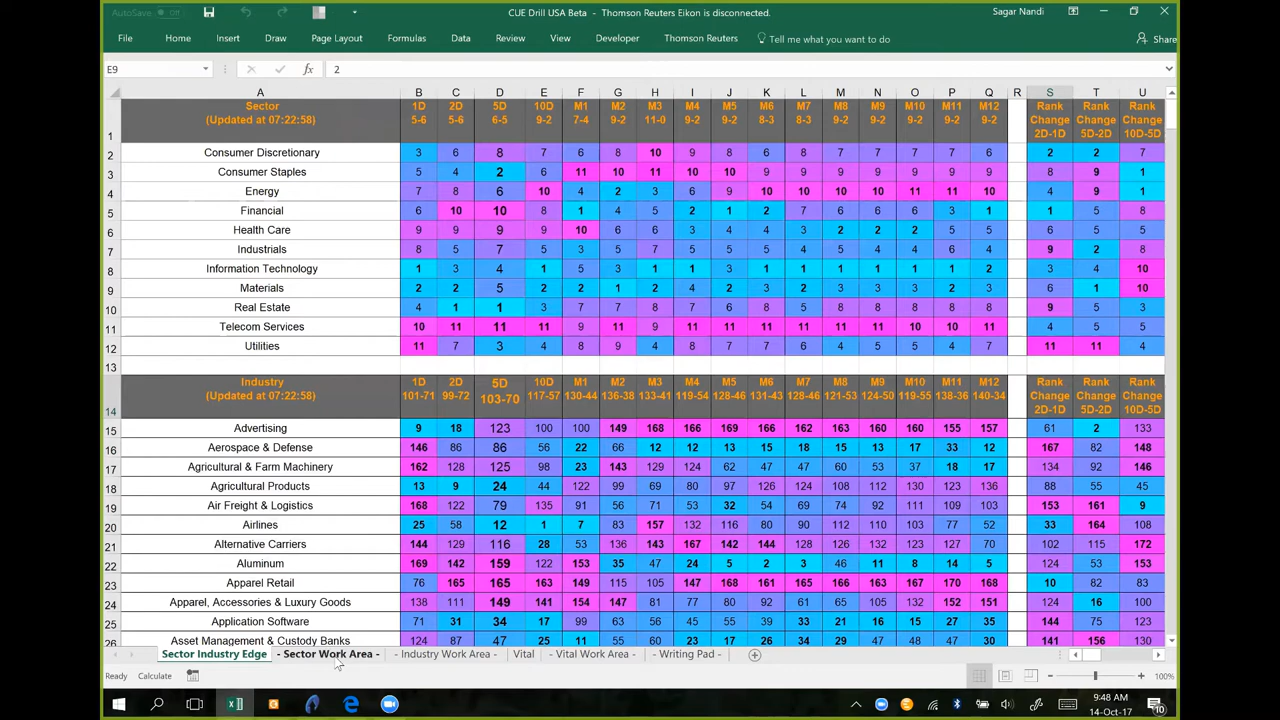 AutoSave Off
CUE Drill USA Beta - Thomson Reuters Eikon is disconnected.
Sagar Nandi
File Home Insert Draw Page Layout Formulas Data Review View Developer Thomson Reuters Tell me what you want to do Share
E9 fx 2
A B C D E F G H I J K L M N O P Q R S T U
1 Sector 1D 2D 5D 10D M1 M2 M3 M4 M5 M6 M7 M8 M9 M10 M11 M12 Rank Rank Rank
(Updated at 07:22:58) 5-6 5-6 6-5 9-2 7-4 9-2 11-0 9-2 9-2 8-3 8-3 9-2 9-2 9-2 9-2 9-2 Change Change Change
2D-1D 5D-2D 10D-5D
2 Consumer Discretionary 3 6 8 7 6 8 10 9 8 6 8 7 7 7 7 6 2 2 7
3 Consumer Staples 5 4 2 6 11 10 11 10 10 9 9 9 9 9 9 9 8 9 1
4 Energy 7 8 6 10 4 2 3 6 9 10 10 10 10 11 11 10 4 9 1
5 Financial 6 10 10 8 1 4 5 2 1 2 7 6 6 6 3 1 1 5 8
6 Health Care 9 9 9 9 10 6 6 3 4 4 3 2 2 2 5 5 6 5 5
7 Industrials 8 5 7 5 3 5 7 5 5 5 4 5 4 4 6 4 9 2 8
8 Information Technology 1 3 4 1 5 3 1 1 3 1 1 1 1 1 1 2 3 4 10
9 Materials 2 2 5 2 2 1 2 4 2 3 2 3 3 3 2 3 6 1 10
10 Real Estate 4 1 1 3 7 7 8 7 6 8 5 8 8 8 8 8 9 5 3
11 Telecom Services 10 11 11 11 9 11 9 11 11 11 11 11 11 10 10 11 4 5 5
12 Utilities 11 7 3 4 8 9 4 8 7 7 6 4 5 5 4 7 11 11 4
13
14 Industry 1D 2D 5D 10D M1 M2 M3 M4 M5 M6 M7 M8 M9 M10 M11 M12 Rank Rank Rank
(Updated at 07:22:58) 101-71 99-72 103-70 117-57 130-44 136-38 133-41 119-54 128-46 131-43 128-46 121-53 124-50 119-55 138-36 140-34 Change Change Change
2D-1D 5D-2D 10D-5D
15 Advertising 9 18 123 100 100 149 168 166 169 166 162 163 160 160 155 157 61 2 133
16 Aerospace & Defense 146 86 86 56 22 66 12 12 13 15 18 15 13 17 33 12 167 82 148
17 Agricultural & Farm Machinery 162 128 125 98 23 143 129 124 62 47 47 60 53 37 18 17 134 92 146
18 Agricultural Products 13 9 24 44 122 99 69 80 97 126 124 108 110 130 123 136 88 55 45
19 Air Freight & Logistics 168 122 79 135 91 56 71 53 32 54 69 74 92 111 109 103 153 161 9
20 Airlines 25 58 12 1 7 83 157 132 116 80 90 112 110 103 77 52 33 164 108
21 Alternative Carriers 144 129 116 28 53 136 143 167 142 144 128 126 132 123 127 70 102 115 172
22 Aluminum 169 142 159 122 153 35 47 24 5 2 3 9 11 8 14 5 124 53 153
23 Apparel Retail 76 165 165 163 149 115 105 147 168 161 165 166 163 167 170 168 10 82 83
24 Apparel, Accessories & Luxury Goods 138 111 149 141 154 147 81 77 80 92 61 65 105 132 152 151 124 16 100
25 Application Software 71 31 34 17 99 63 56 45 55 39 33 21 16 15 27 30 144 75 123
26 Asset Management & Custody Banks 124 87 47 25 11 55 60 23 17 38 34 29 47 48 47 30 141 156 130
Sector Industry Edge - Sector Work Area - - Industry Work Area - Vital - Vital Work Area - - Writing Pad -
Ready Calculate 100%
9:48 AM
14-Oct-17
10